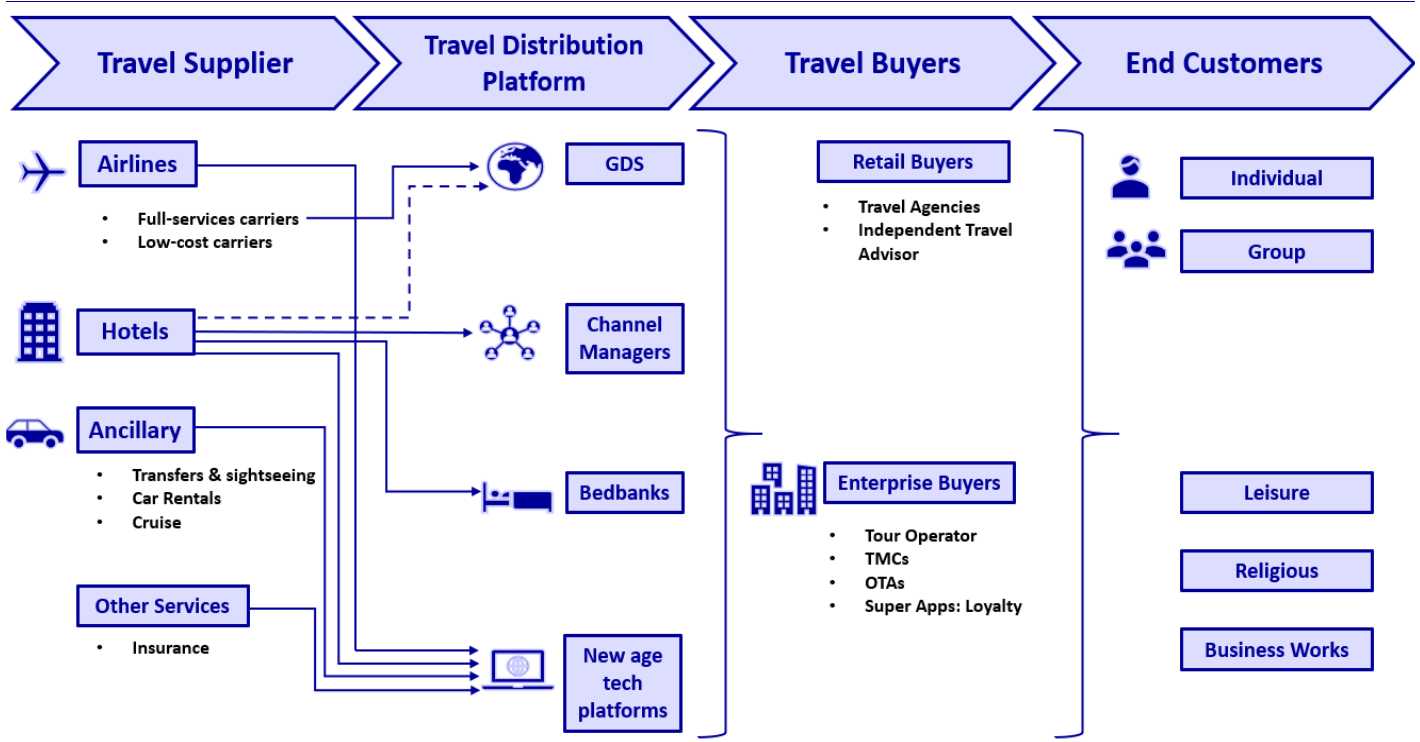 Travel Supplier
Travel Distribution
Platform
Travel Buyers
End Customers
Airlines
• Full-services carriers
• Low-cost carriers
Hotels
Ancillary
• Transfers & sightseeing
• Car Rentals
• Cruise
Other Services
• Insurance
GDS
Channel
Managers
Bedbanks
New age
tech
platforms
Retail Buyers
• Travel Agencies
• Independent Travel
Advisor
Enterprise Buyers
• Tour Operator
• TMCs
• OTAs
• Super Apps: Loyalty
Individual
Group
Leisure
Religious
Business Works